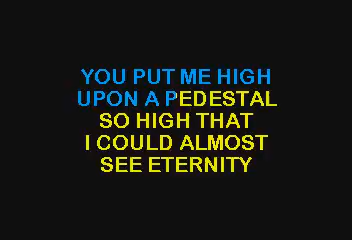 YOU PUT ME HIGH
UPON A PEDESTAL
SO HIGH THAT
I COULD ALMOST
SEE ETERNITY